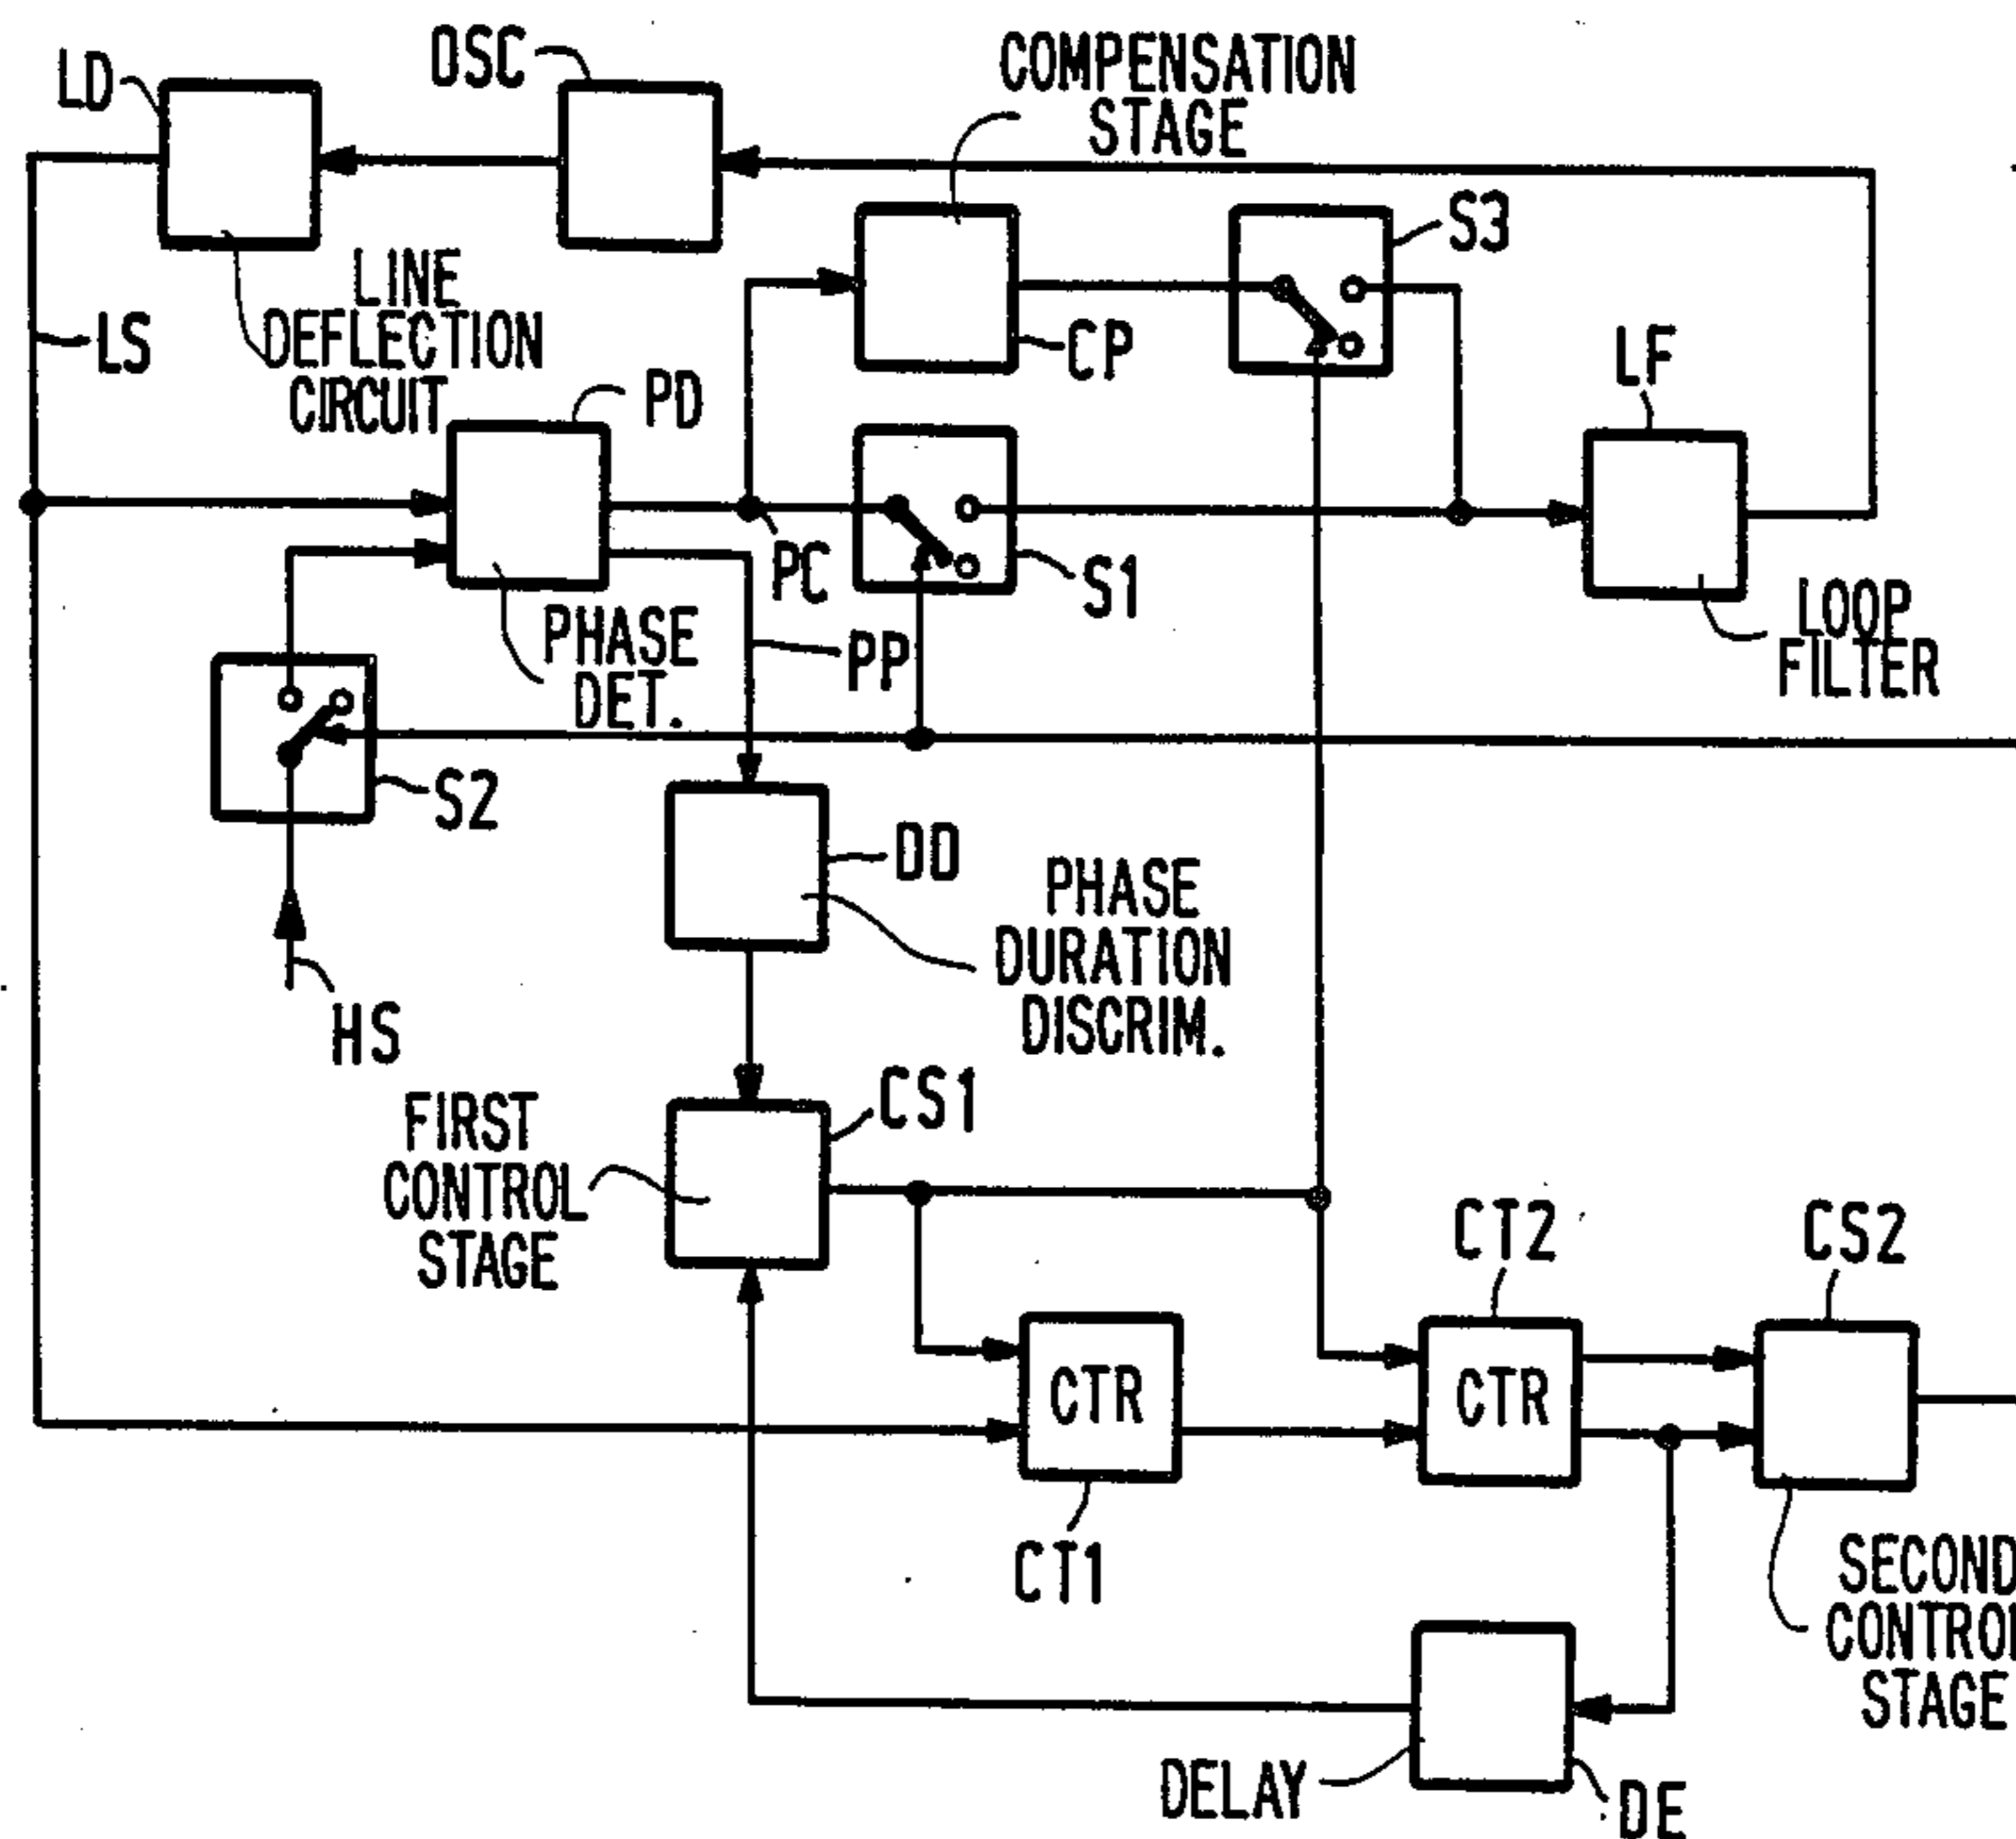 LD
OSC
COMPENSATION
STAGE
S3
LINE
DEFLECTION
CIRCUIT
LS
CP
LF
PD
PC
S1
PHASE
DET.
PP
LOOP
FILTER
S2
DD
PHASE
DURATION
DISCRIM.
HS
FIRST
CONTROL
STAGE
CS1
CT2
CS2
CTR
CTR
CT1
SECOND
CONTROL
STAGE
DELAY
DE